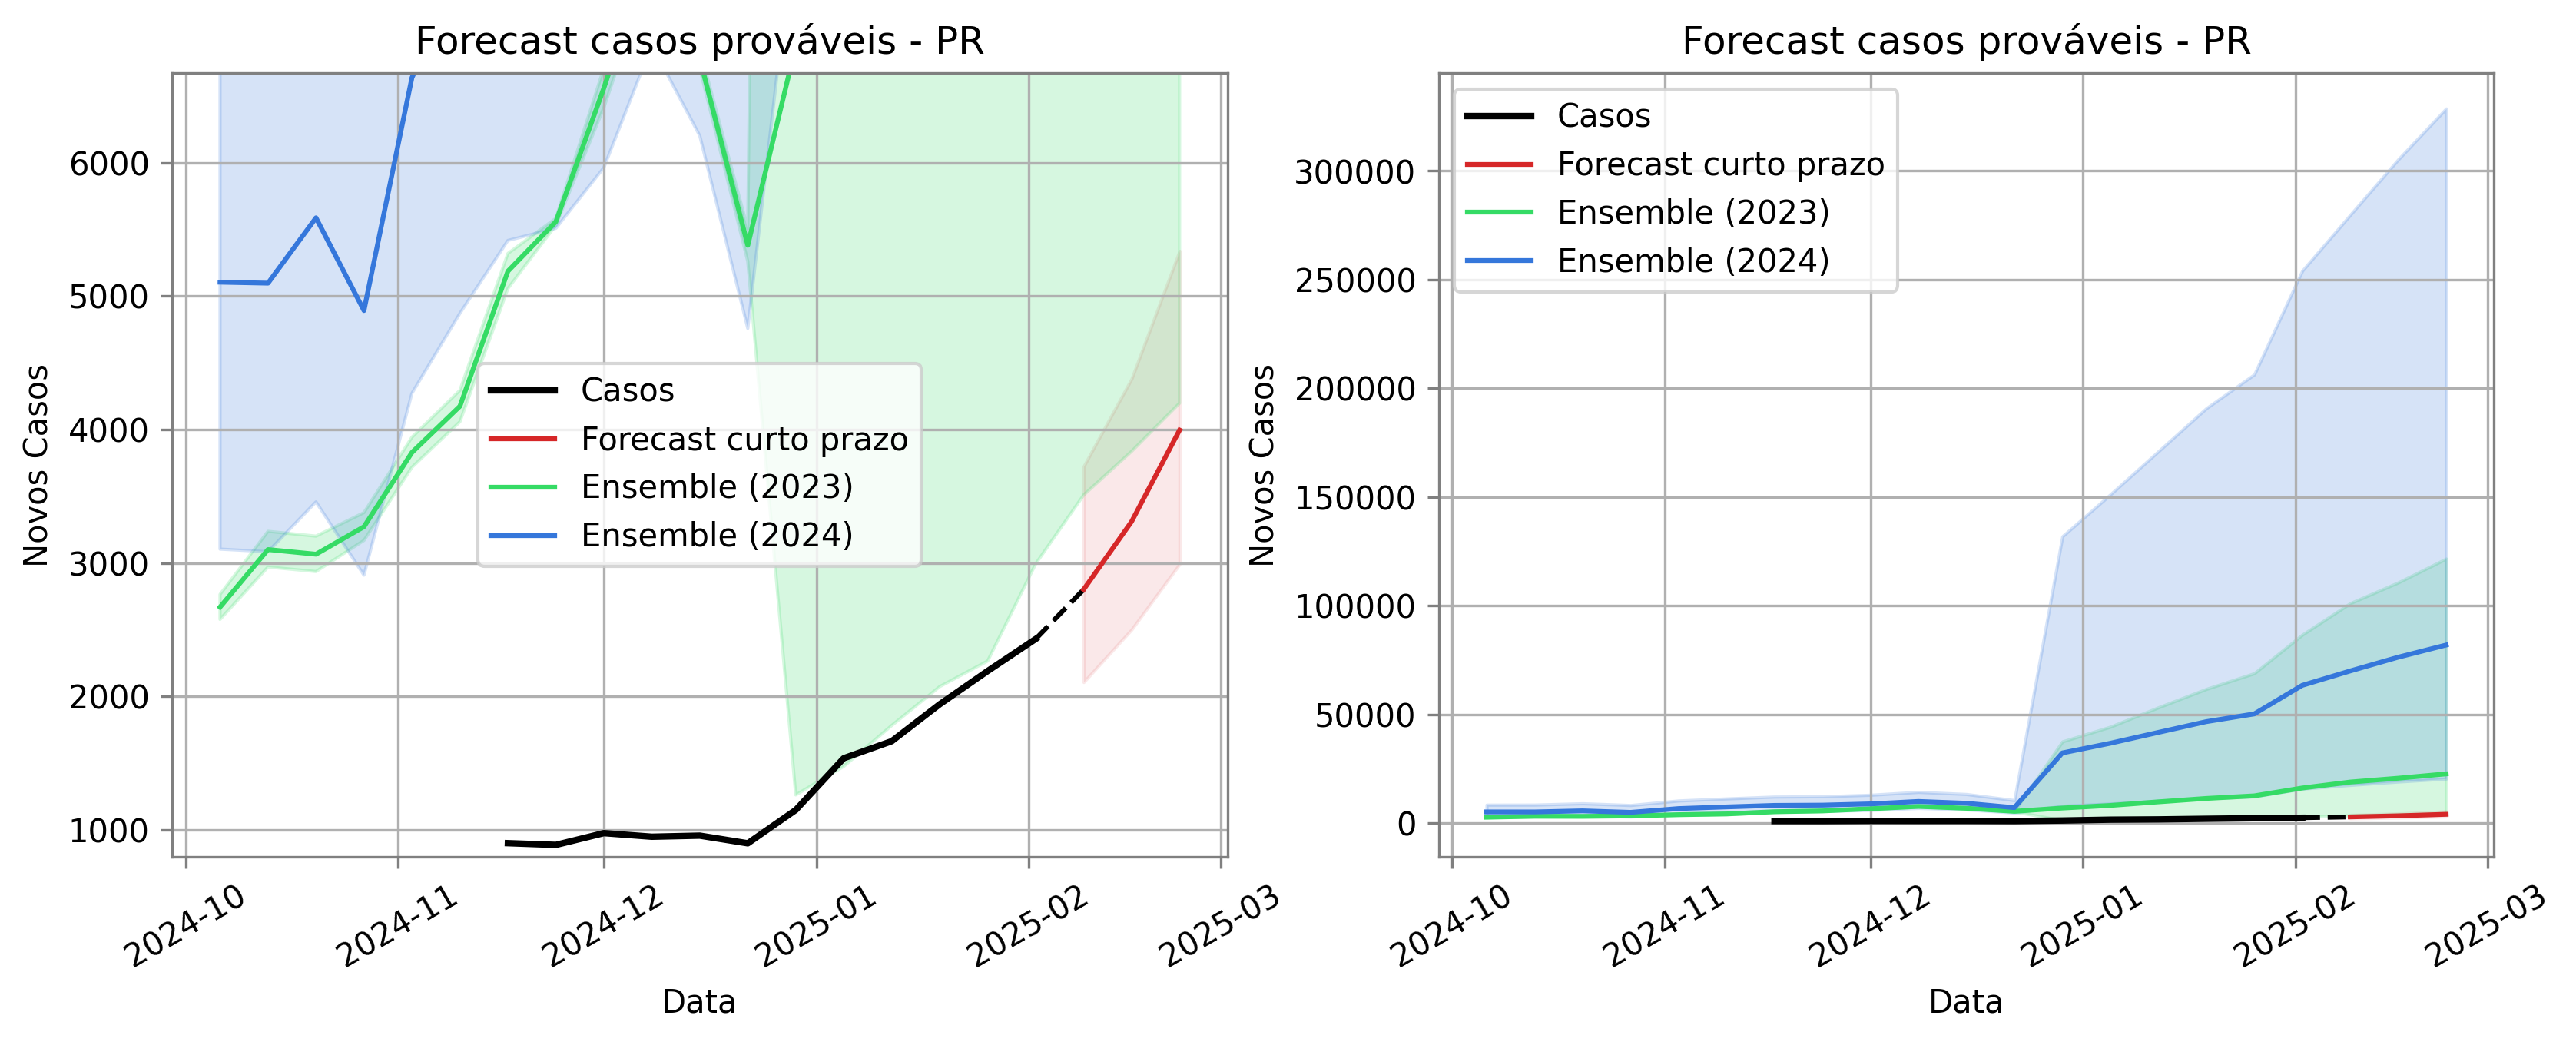 Forecast casos prováveis - PR
Novos Casos
6000
5000
4000
3000
2000
1000
Casos
Forecast curto prazo
Ensemble (2023)
Ensemble (2024)
2024-10
2024-11
2024-12
2025-01
2025-02
2025-03
Data
Forecast casos prováveis - PR
Novos Casos
300000
250000
200000
150000
100000
50000
0
Casos
Forecast curto prazo
Ensemble (2023)
Ensemble (2024)
2024-10
2024-11
2024-12
2025-01
2025-02
2025-03
Data